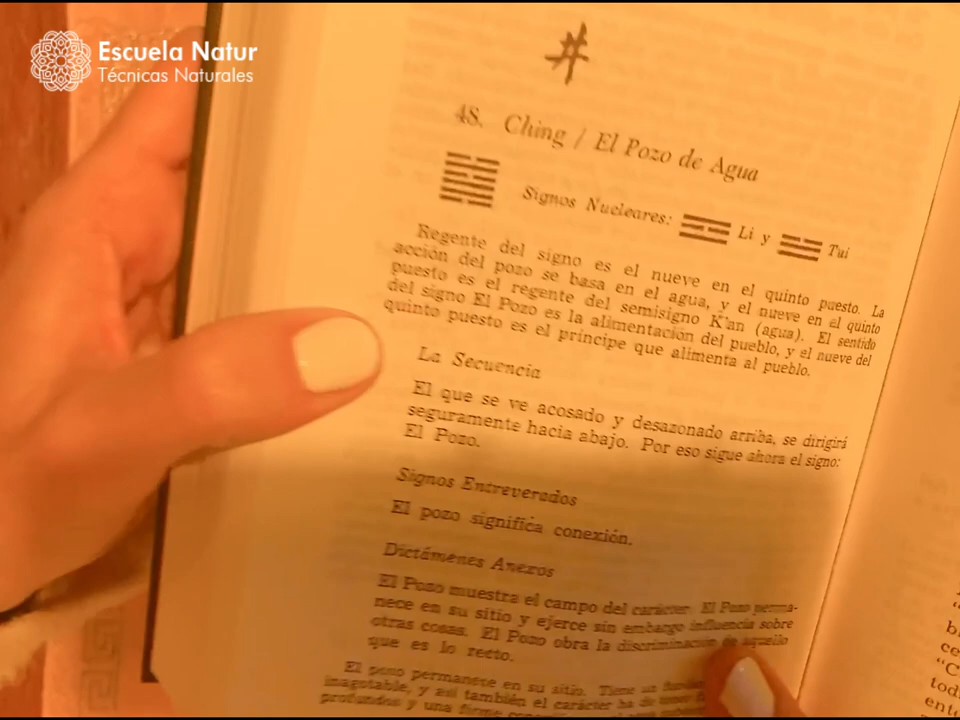 Escuela Natur
Técnicas Naturales
48. Ching / El Pozo de Agua
Signos Nucleares: Li y Tui
Regente del signo es el nueve en el quinto puesto. La
acción del pozo se basa en el agua, y el nueve en el quinto
puesto es el regente del semisigno K'an (agua). El sentido
del signo El Pozo es la alimentación del pueblo, y el nueve del
quinto puesto es el príncipe que alimenta al pueblo.
La Secuencia
El que se ve acosado y desazonado arriba, se dirigirá
seguramente hacia abajo. Por eso sigue ahora el signo:
El Pozo.
Signos Entreverados
El pozo significa conexión.
Dictámenes Anexos
El Pozo muestra el campo del carácter. El Pozo perma-
nece en su sitio y ejerce sin embargo influencia sobre
otras cosas. El Pozo obra la discriminación de aquello
que es lo recto.
El pozo permanece en su sitio. Tiene un
inagotable, y así también el carácter ha de
profundos y una firme